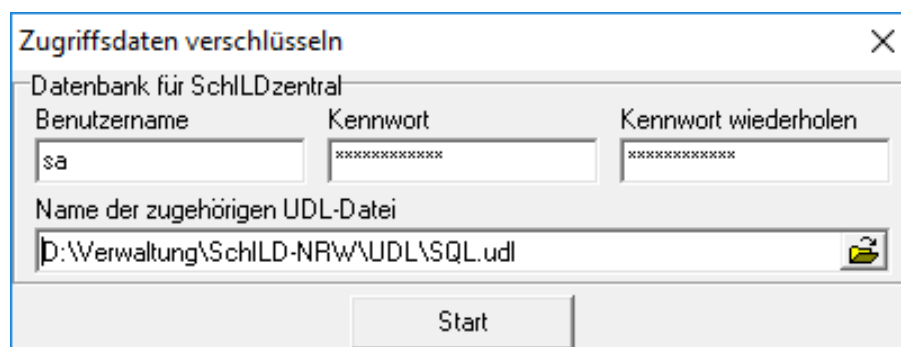 Zugriffsdaten verschlüsseln
Datenbank für SchILDzentral
Benutzername Kennwort Kennwort wiederholen
sa ************ ************
Name der zugehörigen UDL-Datei
D:\Verwaltung\SchILD-NRW\UDL\SQL.udl
Start